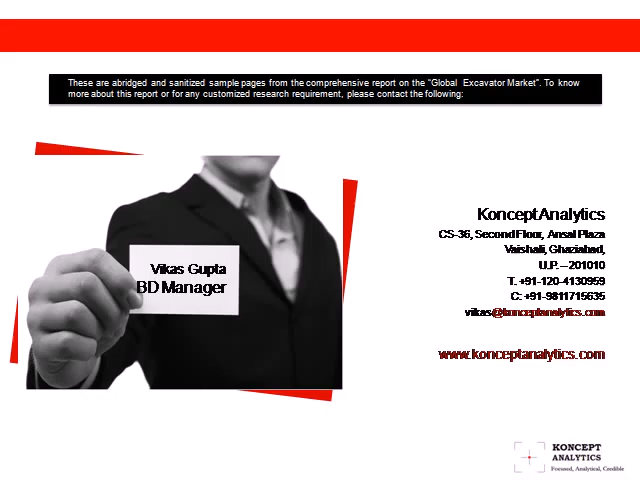 These are abridged and sanitized sample pages from the comprehensive report on the “Global Excavator Market”. To know
more about this report or for any customized research requirement, please contact the following:
Vikas Gupta
BD Manager
Koncept Analytics
CS-36, Second Floor, Ansal Plaza
Vaishali, Ghaziabad,
U.P. – 201010
T. +91-120-4130959
C: +91-9811715635
vikas@konceptanalytics.com
www.konceptanalytics.com
KONCEPT
ANALYTICS
Focused, Analytical, Credible